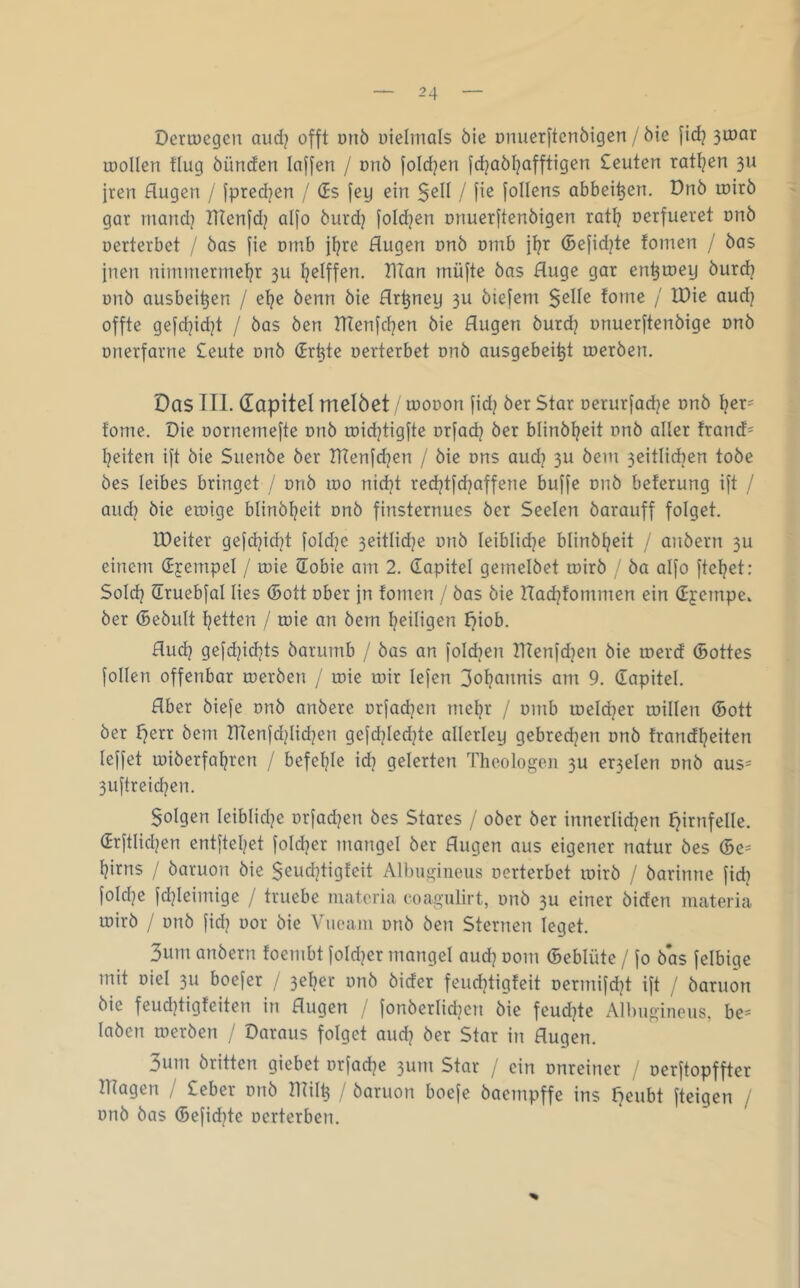 — 24 —
Derwegen auch offt vnd vielmals die vnuerstendigen / die sich zwar
wollen klug düncken lassen / vnd solchen schadhafftigen Leuten rathen zu
jren Augen / sprechen / Es sey ein Fell / sie sollens abbeitzen. Vnd wird
gar manch Mensch also durch solchen vnuerstendigen rath verfueret vnd
verterbet / das sie vmb jhre Augen vnd vmb jhr Gesichte komen / das
jnen nimmermehr zu helffen. Man müste das Auge gar entzwey durch
vnd ausbeitzen / ehe denn die Artzney zu diesem Felle kome / Wie auch
offte geschicht / das den Menschen die Augen durch vnuerstendige vnd
vnerfarne Leute vnd Ertzte verterbet vnd ausgebeitzt werden.
Das III. Capitel meldet / wovon sich der Star verursache vnd her-
kome. Die vornemeste vnd wichtigste vrsach der blindheit vnd aller kranck-
heiten ist die Suende der Menschen / die vns auch zu dem zeitlichen tode
des leibes bringet / vnd wo nicht rechtschaffene busse vnd bekerung ist /
auch die ewige blindheit vnd finsternues der Seelen darauff folget.
Weiter geschicht solche zeitliche vnd leibliche blindheit / andern zu
einem Exempel / wie Tobie am 2. Capitel gemeldet wird / da also stehet:
Solch Truebsal lies Gott vber jn komen / das die Nachkommen ein Exempel
der Gedult hetten / wie an dem heiligen Hiob.
Auch geschichts darumb / das an solchen Menschen die werck Gottes
sollen offenbar werden / wie wir lesen Johannis am 9. Capitel.
Aber diese vnd andere vrsachen mehr / vmb welcher willen Gott
der Herr dem Menschlichen geschlechte allerley gebrechen vnd kranckheiten
lesset widerfahren / befehle ich gelerten Theologen zu erzelen vnd aus-
zustreichen.
Folgen leibliche vrsachen des Stares / oder der innerlichen Hirnfelle.
Erstlichen entstehet solcher mangel der Augen aus eigener natur des Ge-
hirns / daruon die Feuchtigkeit Albugineus verterbet wird / darinne sich
solche schleimige / truebe materia coagulirt, vnd zu einer dicken materia
wird / vnd sich vor die Vueam vnd den Sternen leget.
Zum andern koembt solcher mangel auch vom Geblüte / so das selbige
mit viel zu boeser / zeher vnd dicker feuchtigkeit vermischt ist / daruon
die feuchtigkeiten in Augen / sonderlichen die feuchte Albugineus, be-
laden werden / Daraus folget auch der Star in Augen.
Zum dritten giebet vrsache zum Star / ein vnreiner / verstopffter
Magen / Leber vnd Miltz / daruon boese daempffe ins Heubt steigen /
vnd das Gesichte verterben.